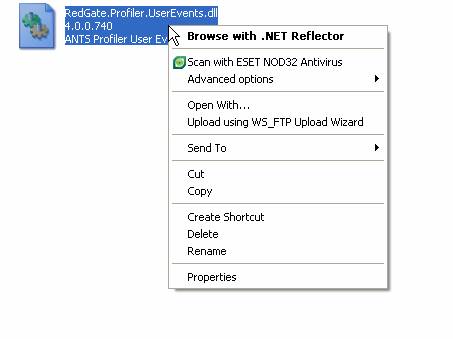 RedGate.Profiler.UserEvents.dll
4.0.0.740
ANTS Profiler User Ev
Browse with .NET Reflector
Scan with ESET NOD32 Antivirus
Advanced options
Open With...
Upload using WS_FTP Upload Wizard
Send To
Cut
Copy
Create Shortcut
Delete
Rename
Properties